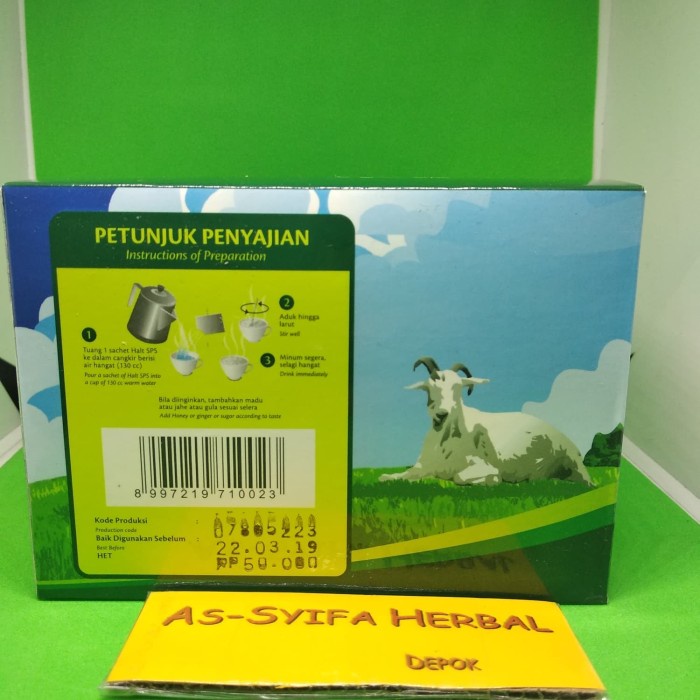 PETUNJUK PENYAJIAN
Instructions of Preparation
1
Tuang 1 sachet Halt SPS
ke dalam cangkir berisi
air hangat (130 cc)
Pour a sachet of Halt SPS into
a cup of 130 cc warm water
2
Aduk hingga
larut
Stir well
3
Minum segera,
selagi hangat
Drink immediately
Bila diinginkan, tambahkan madu
atau jahe atau gula sesuai selera
Add Honey or ginger or sugar according to taste
8 997219 710023
Kode Produksi
Production code
Baik Digunakan Sebelum :
Best Before
22.03.19
HET
AS-SYIFA HERBAL
DEPOK